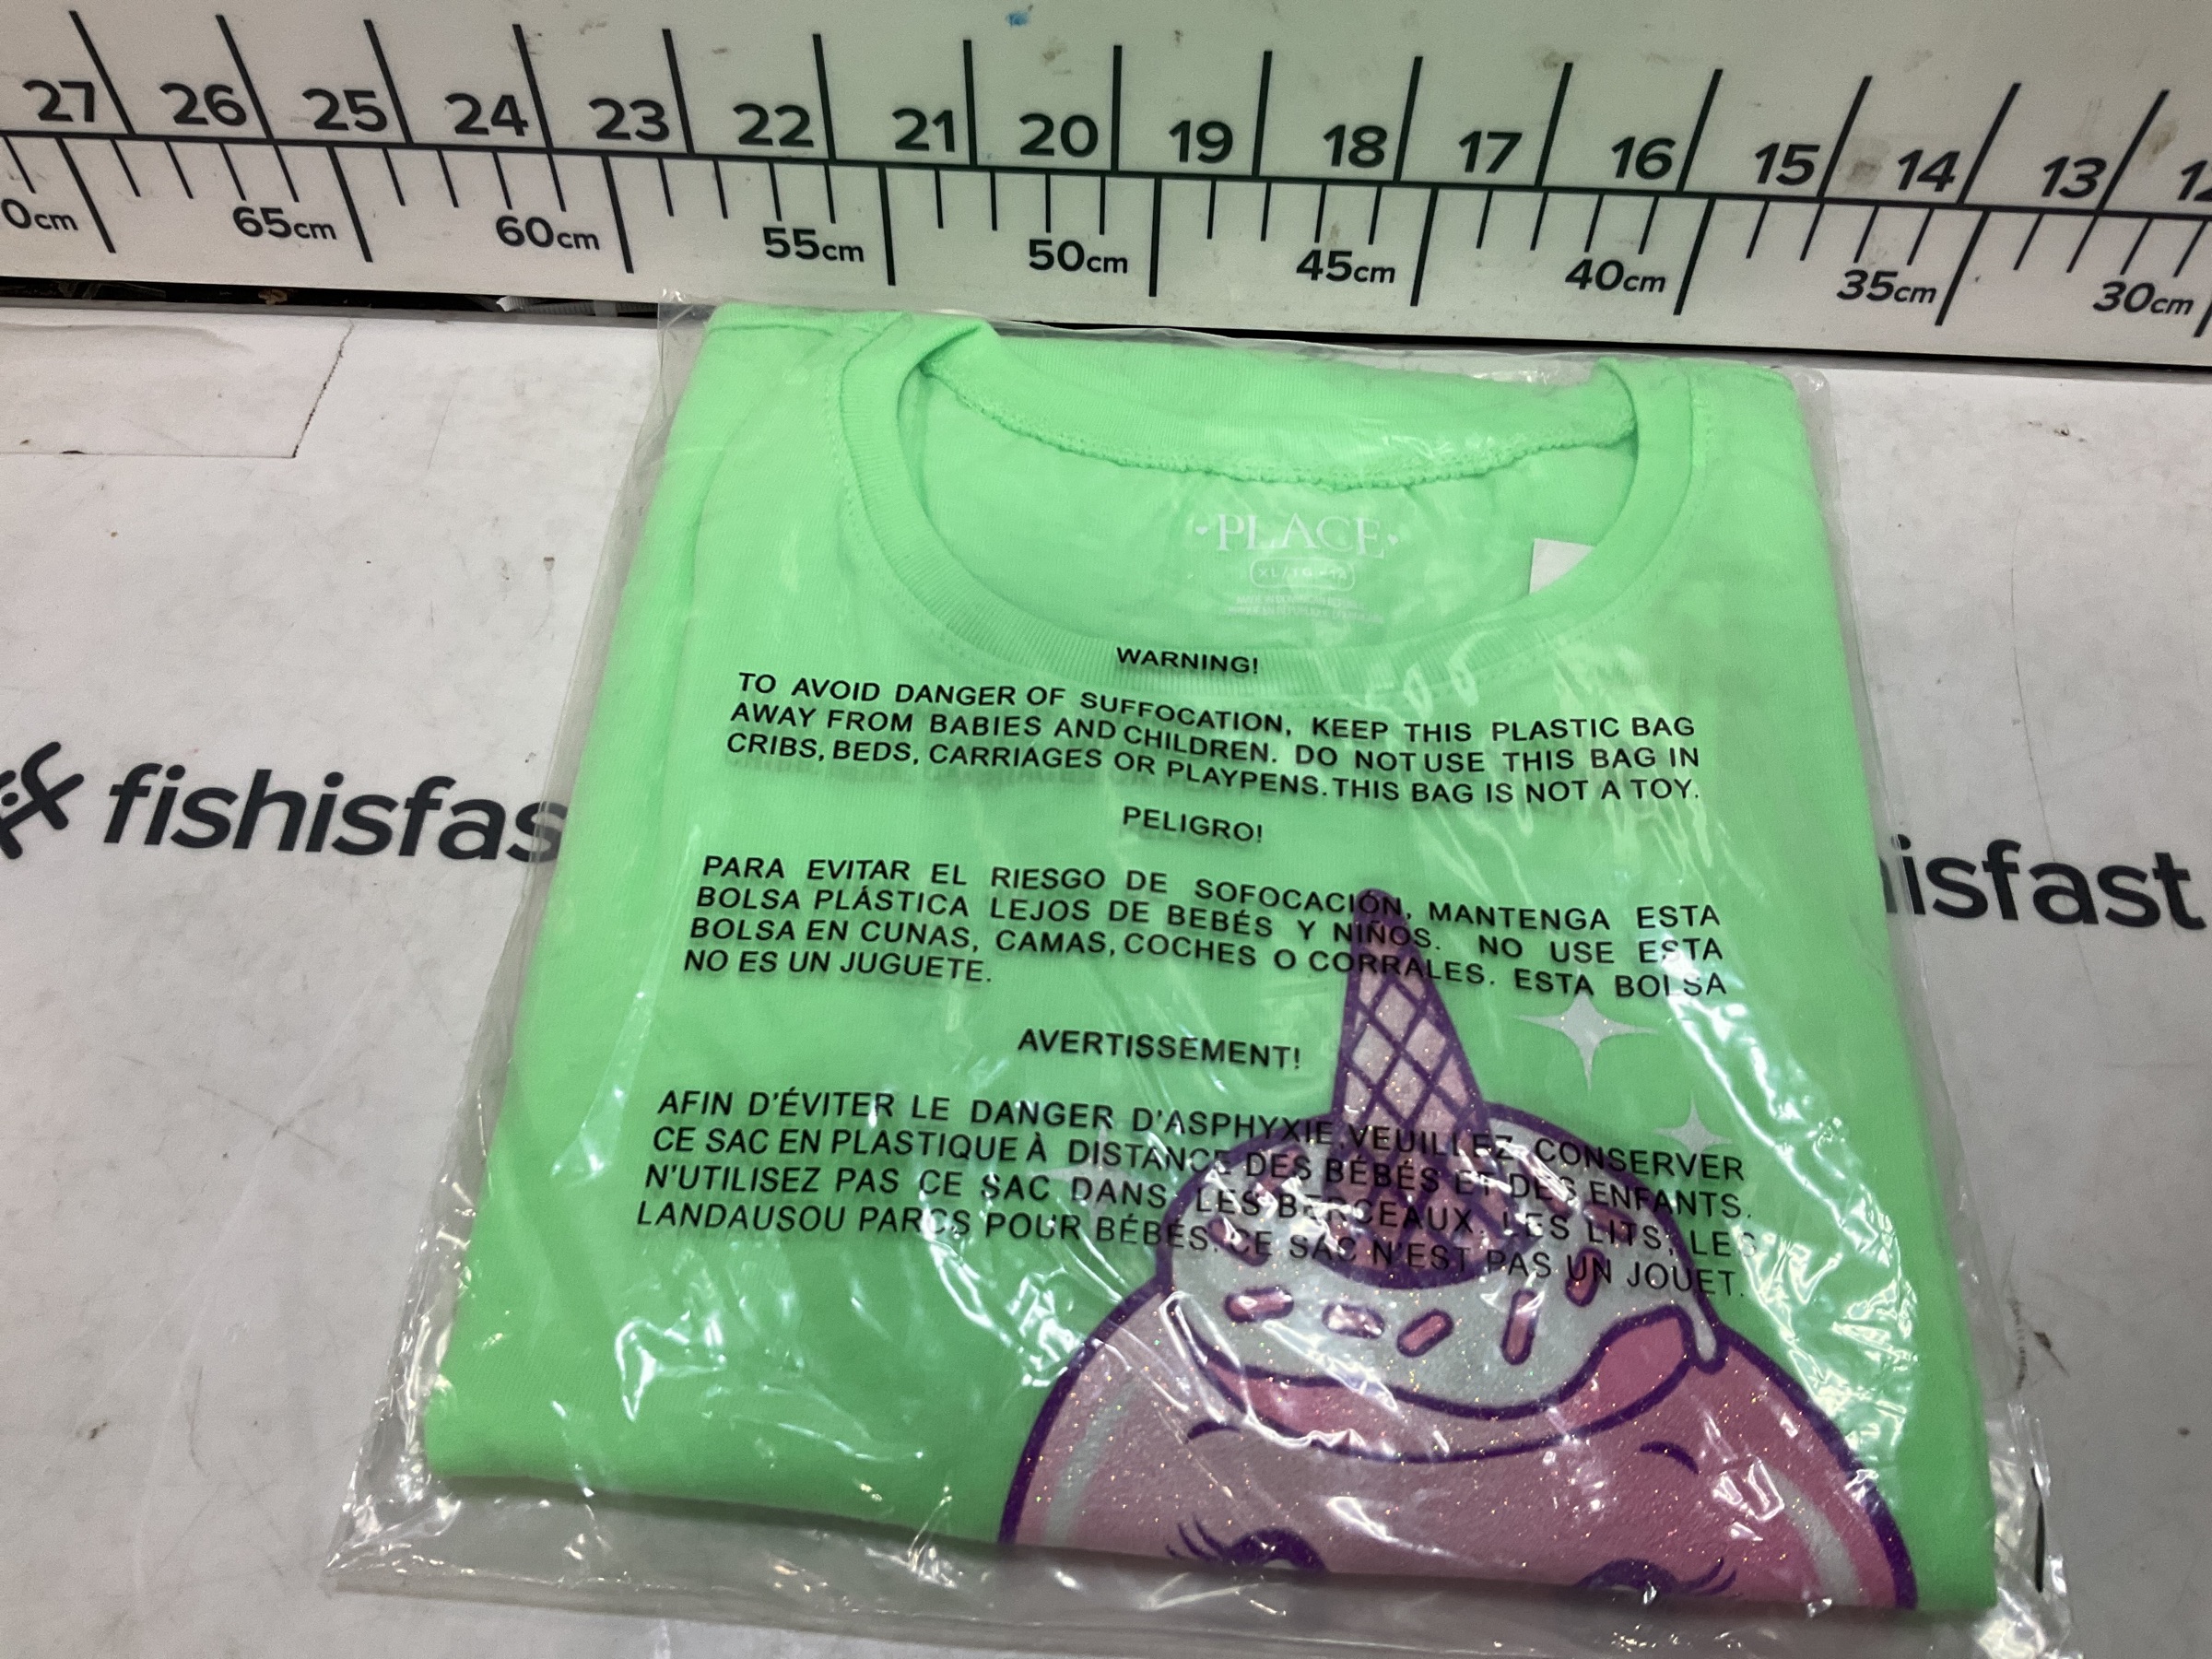 27 26 25 24 23 22 21 20 19 18 17 16 15 14 13
0cm 65cm 60cm 55cm 50cm 45cm 40cm 35cm 30cm
PLACE
XL/TG
WARNING!
TO AVOID DANGER OF SUFFOCATION, KEEP THIS PLASTIC BAG
AWAY FROM BABIES AND CHILDREN. DO NOT USE THIS BAG IN
CRIBS, BEDS, CARRIAGES OR PLAYPENS. THIS BAG IS NOT A TOY.
PELIGRO!
fishisfas
isfast
PARA EVITAR EL RIESGO DE SOFOCACIÓN, MANTENGA ESTA
BOLSA PLÁSTICA LEJOS DE BEBÉS Y NIÑOS. NO USE ESTA
BOLSA EN CUNAS, CAMAS, COCHES O CORRALES. ESTA BOLSA
NO ES UN JUGUETE.
AVERTISSEMENT!
AFIN D'ÉVITER LE DANGER D'ASPHYXIE, VEUILLEZ CONSERVER
CE SAC EN PLASTIQUE À DISTANCE DES BÉBÉS ET DES ENFANTS.
N'UTILISEZ PAS CE SAC DANS LES BERCEAUX. LES LITS, LES
LANDAUSOU PARCS POUR BÉBÉS. CE SAC N'EST PAS UN JOUET.